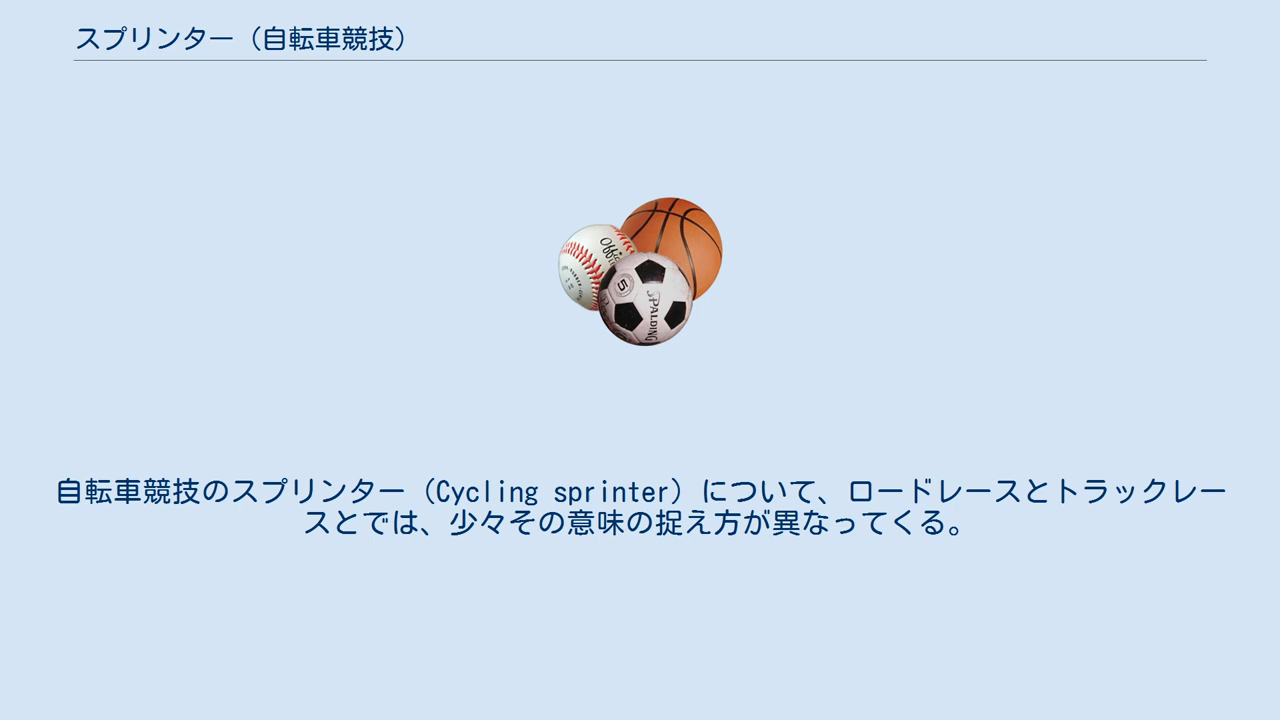 スプリンター（自転車競技）
Offi
5
SPALDING
自転車競技のスプリンター（Cycling sprinter）について、ロードレースとトラックレー
スとでは、少々その意味の捉え方が異なってくる。